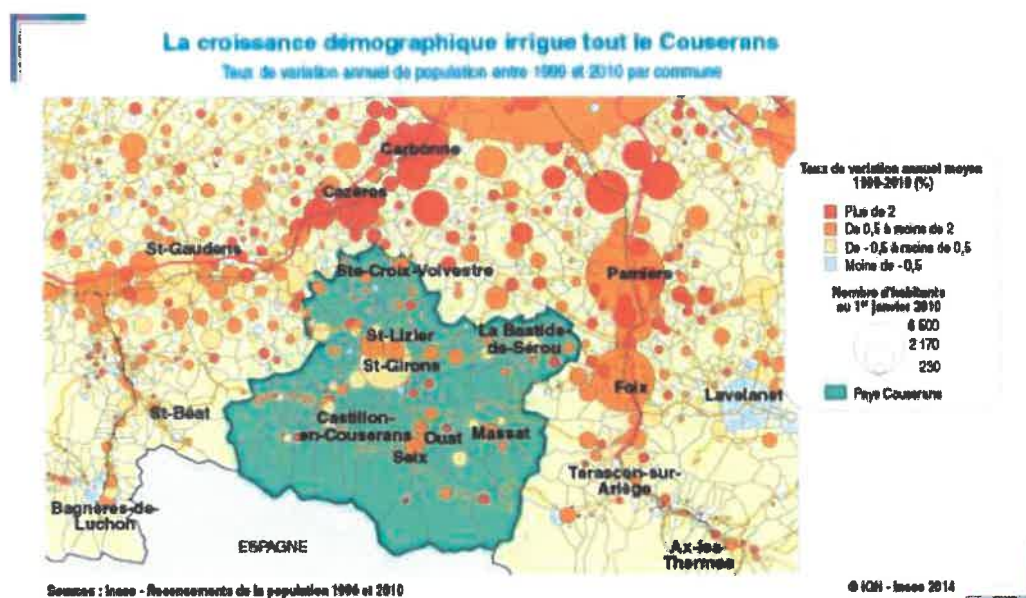 La croissance démographique irrigue tout le Couserans
Taux de variation annuel de population entre 1999 et 2010 par commune
Carbonne
Cazères
St-Gaudens
Ste-Croix-Volvestre
Pamiers
St-Lizier
La Bastide-
de-Sérou
St-Girons
Foix
Lavelanet
St-Béat
Castillon-
en-Couserans
Oust
Massat
Seix
Tarascon-sur-
Ariège
Bagnères-de-
Luchon
ESPAGNE
Ax-les-
Thermes
Taux de variation annuel moyen
1999-2010 (%)
Plus de 2
De 0,5 à moins de 2
De - 0,5 à moins de 0,5
Moins de - 0,5
Nombre d'habitants
au 1er janvier 2010
6 500
2 170
230
Pays Couserans
Sources : Insee - Recensements de la population 1999 et 2010
© IGN - Insee 2014